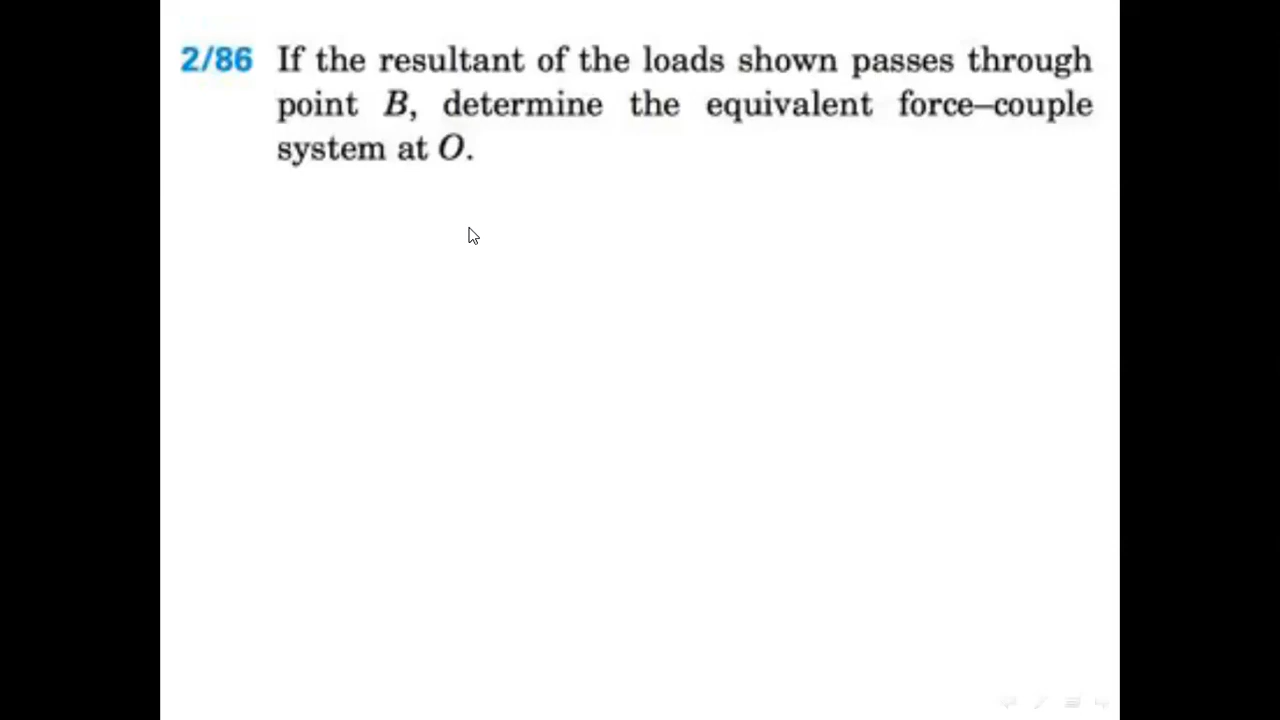 2/86 If the resultant of the loads shown passes through
point B, determine the equivalent force–couple
system at O.